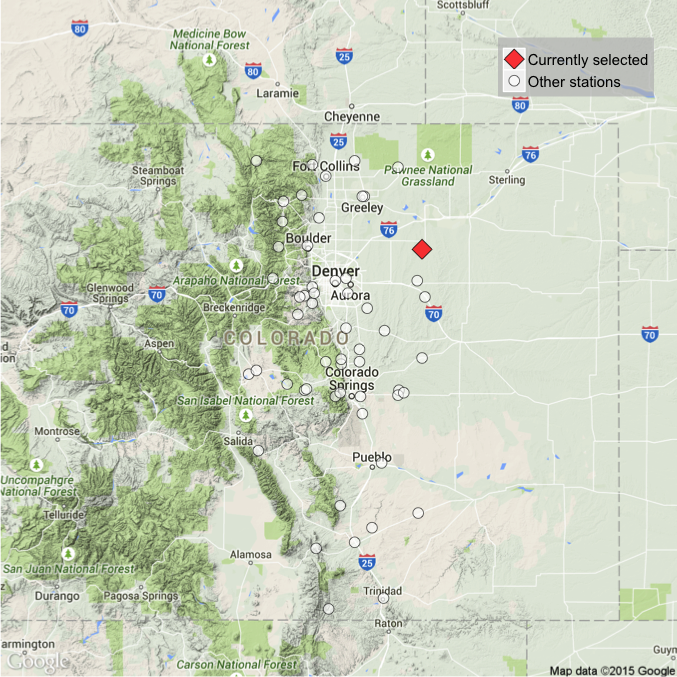 Scottsbluff
Medicine Bow
National Forest
80
25
Currently selected
Other stations
80
Laramie
80
Cheyenne
25
76
Fort Collins
Pawnee National
Grassland
Steamboat
Springs
Sterling
Greeley
76
Boulder
Denver
Arapaho National Forest
Glenwood
Springs
70
Aurora
70
Breckenridge
70
70
COLORADO
Aspen
Colorado
Springs
San Isabel National Forest
Montrose
Salida
Pueblo
Uncompahgre
National Forest
Telluride
Alamosa
25
San Juan National Forest
Durango
Pagosa Springs
Trinidad
Raton
armington
Guym
Carson National Forest
Google
Map data ©2015 Google